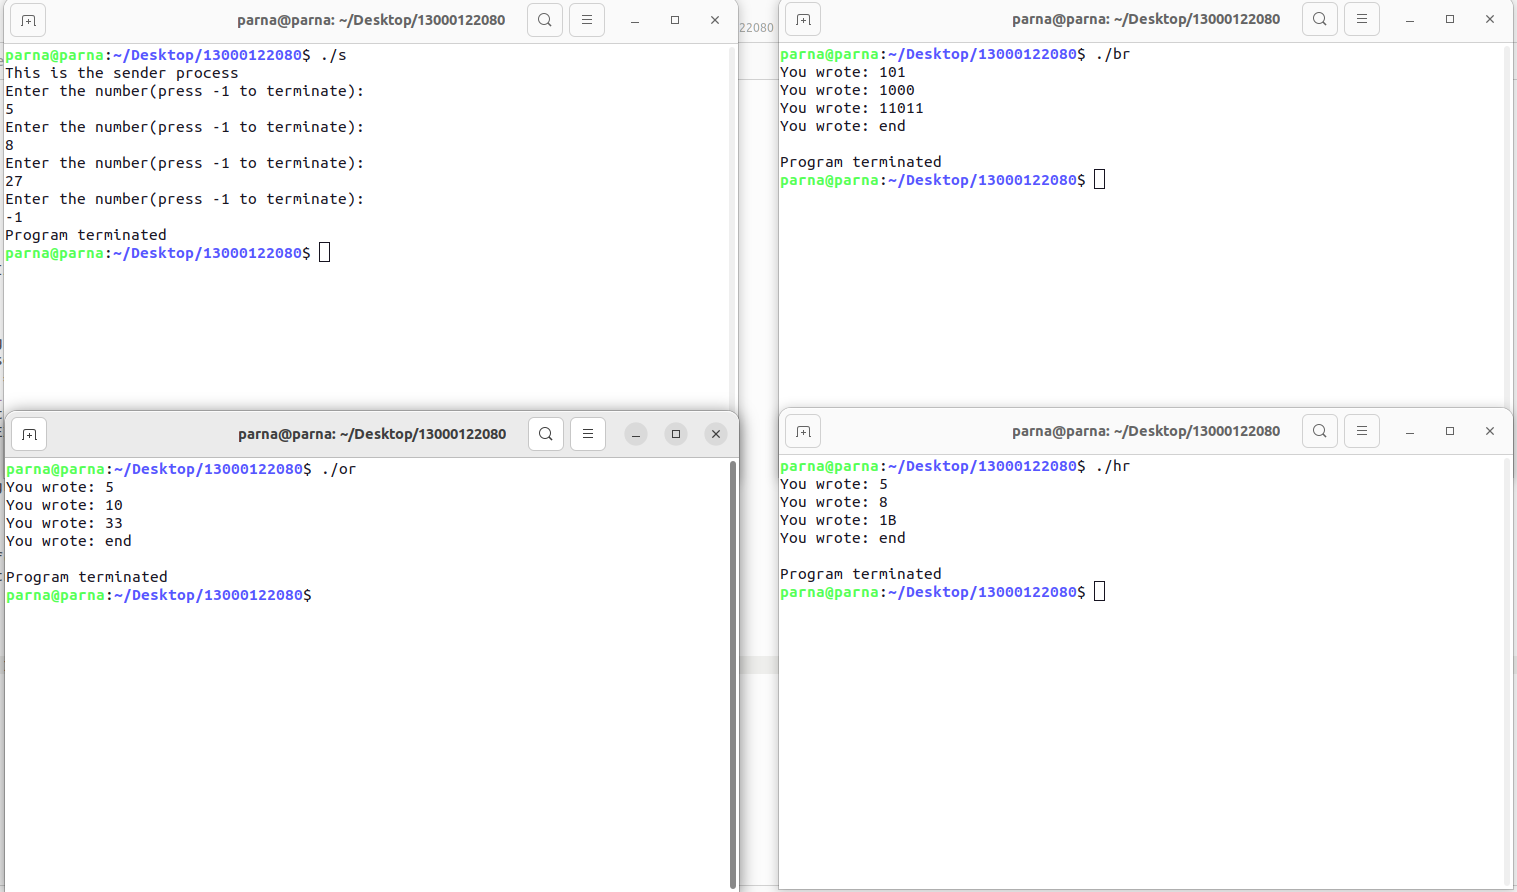 parna@parna: ~/Desktop/13000122080
parna@parna:~/Desktop/13000122080$ ./s
This is the sender process
Enter the number(press -1 to terminate):
5
Enter the number(press -1 to terminate):
8
Enter the number(press -1 to terminate):
27
Enter the number(press -1 to terminate):
-1
Program terminated
parna@parna:~/Desktop/13000122080$
22080
parna@parna: ~/Desktop/13000122080
parna@parna:~/Desktop/13000122080$ ./br
You wrote: 101
You wrote: 1000
You wrote: 11011
You wrote: end
Program terminated
parna@parna:~/Desktop/13000122080$
parna@parna: ~/Desktop/13000122080
parna@parna:~/Desktop/13000122080$ ./or
You wrote: 5
You wrote: 10
You wrote: 33
You wrote: end
Program terminated
parna@parna:~/Desktop/13000122080$
parna@parna: ~/Desktop/13000122080
parna@parna:~/Desktop/13000122080$ ./hr
You wrote: 5
You wrote: 8
You wrote: 1B
You wrote: end
Program terminated
parna@parna:~/Desktop/13000122080$